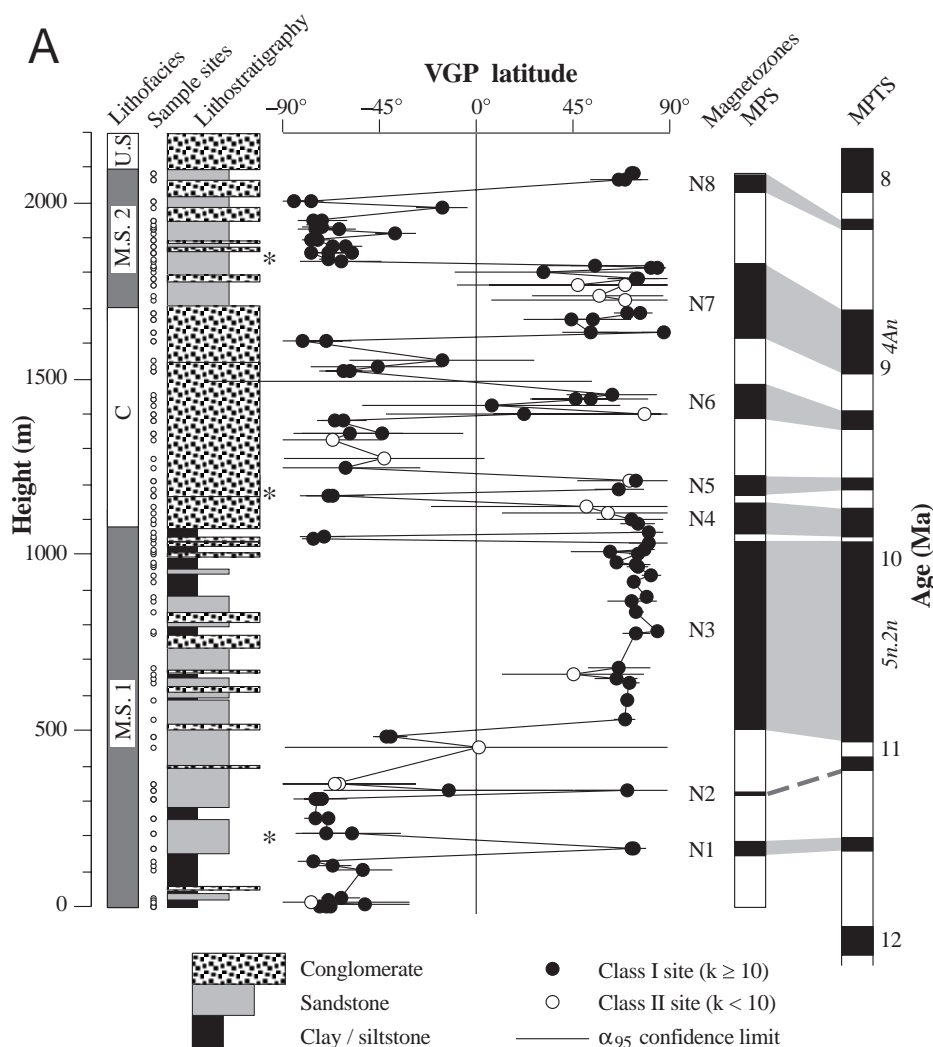 A
Lithofacies
Sample sites
Lithostratigraphy
VGP latitude
Magnetozones
MPS
MPTS
–90° –45° 0° 45° 90°
U.S
M.S. 2
C
M.S. 1
Height (m)
2000
1500
1000
500
0
*
*
*
N8
N7
N6
N5
N4
N3
N2
N1
8
4An
9
10
5n.2n
11
12
Age (Ma)
Conglomerate
Sandstone
Clay / siltstone
Class I site (k ≥ 10)
Class II site (k < 10)
α95 confidence limit